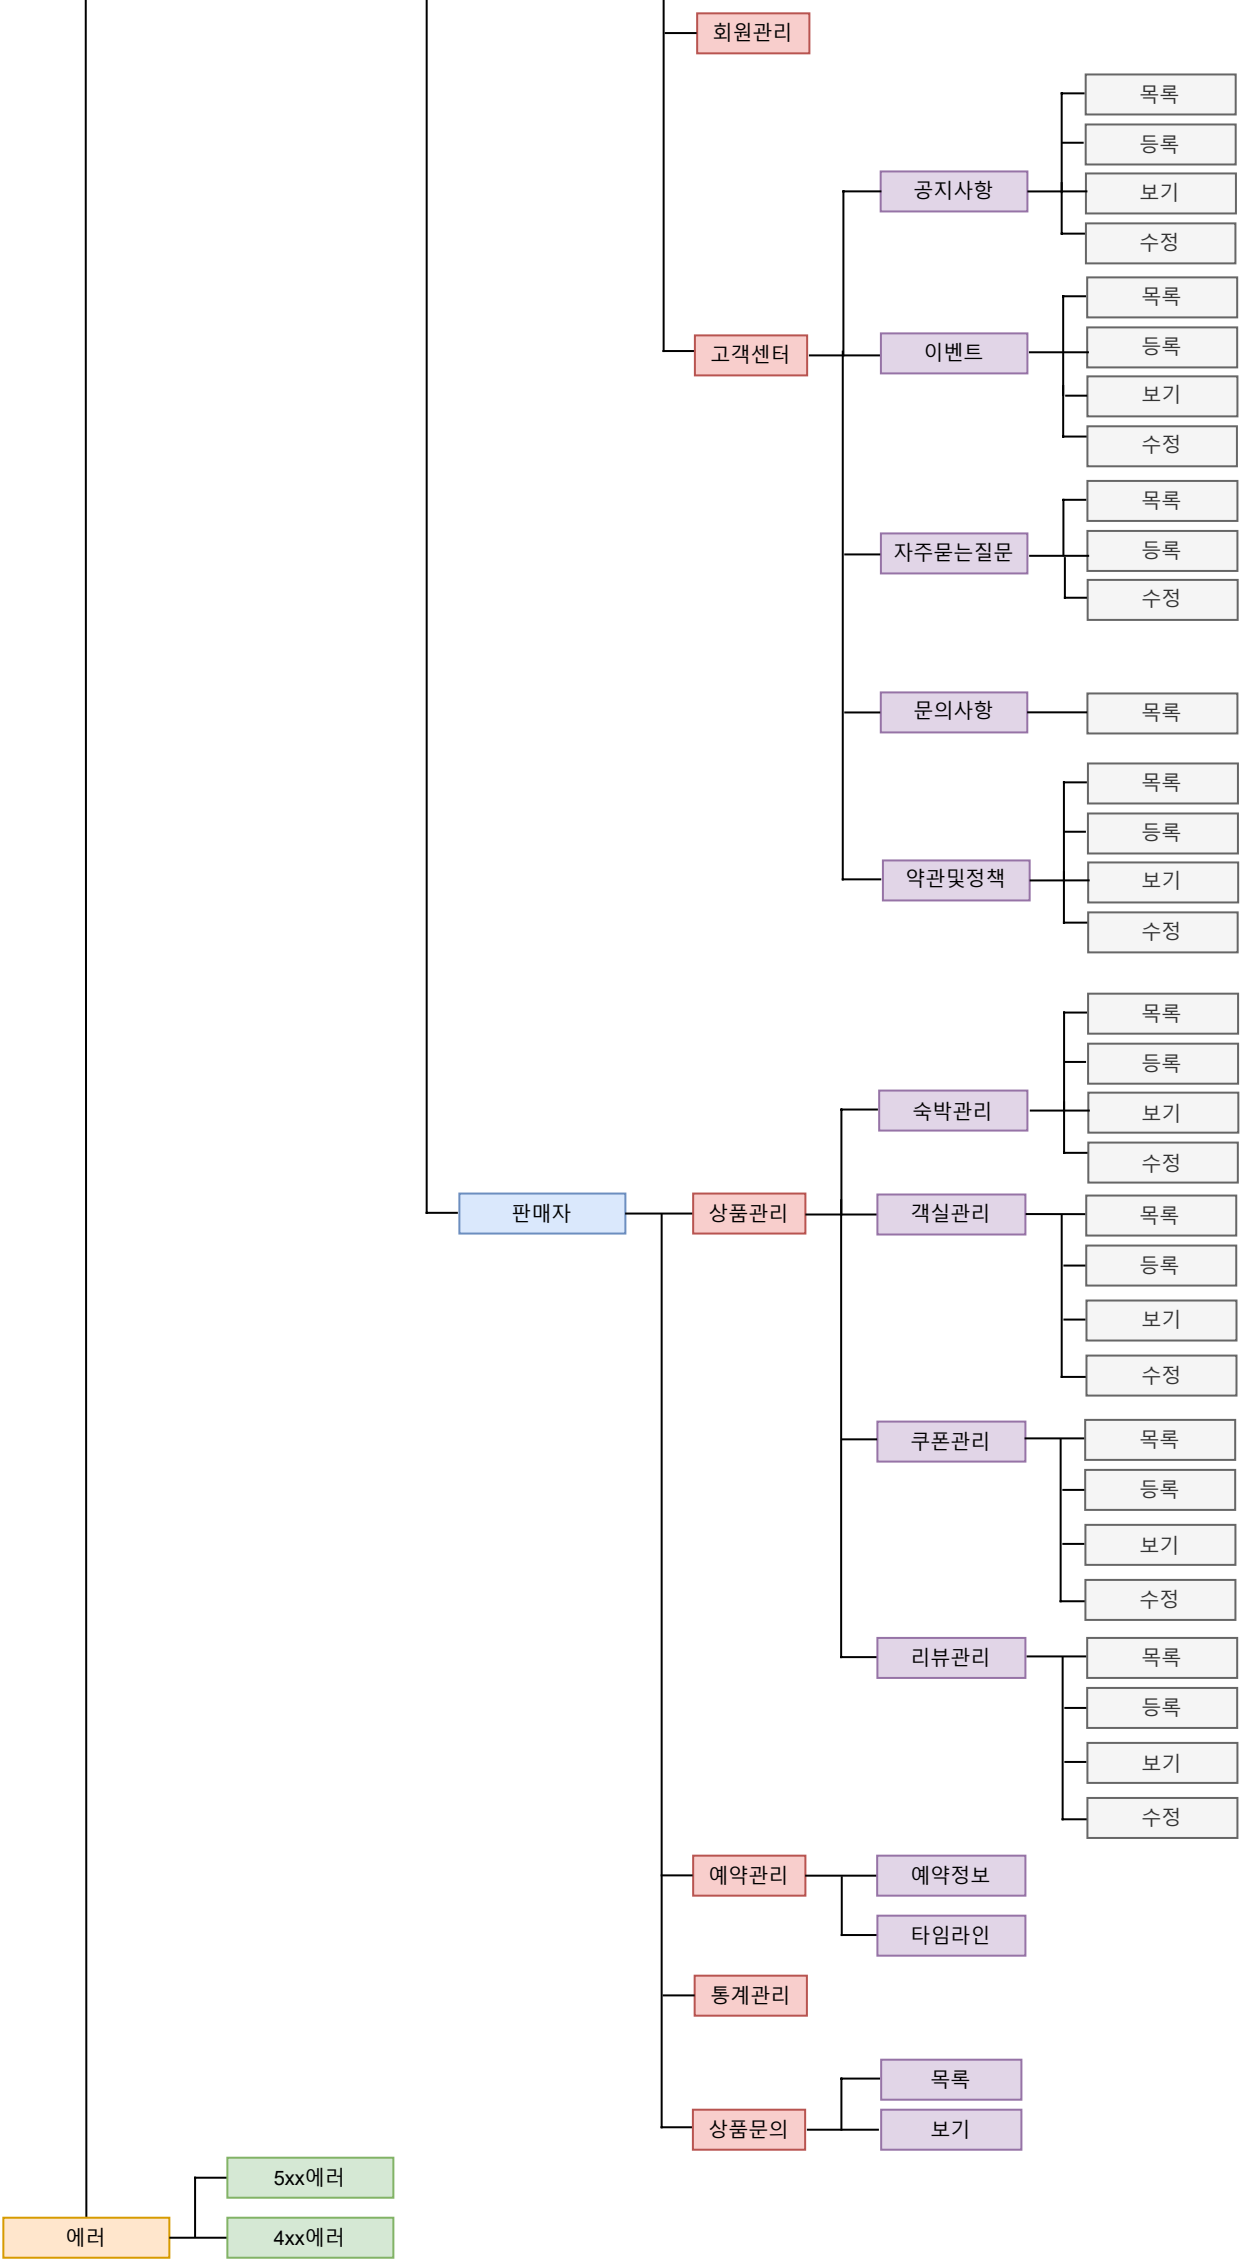 회원관리
목록
등록
공지사항
보기
수정
목록
등록
고객센터
이벤트
보기
수정
목록
자주묻는질문
등록
수정
문의사항
목록
목록
등록
약관및정책
보기
수정
목록
등록
숙박관리
보기
수정
판매자
상품관리
객실관리
목록
등록
보기
수정
쿠폰관리
목록
등록
보기
수정
리뷰관리
목록
등록
보기
수정
예약관리
예약정보
타임라인
통계관리
목록
상품문의
보기
5xx에러
에러
4xx에러